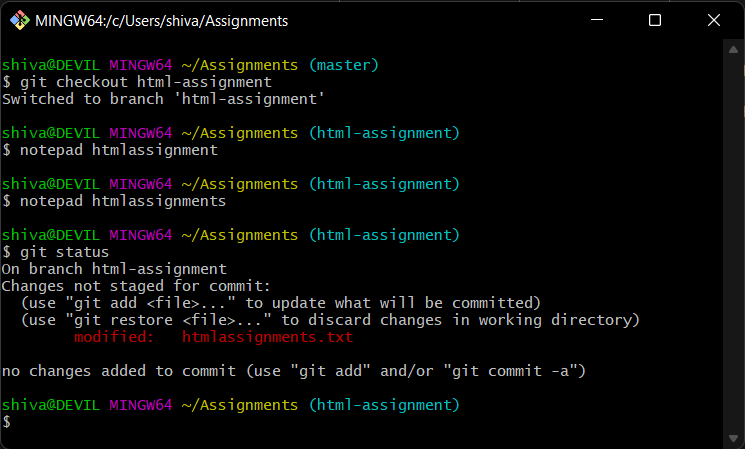 MINGW64:/c/Users/shiva/Assignments
shiva@DEVIL MINGW64 ~/Assignments (master)
$ git checkout html-assignment
Switched to branch 'html-assignment'
shiva@DEVIL MINGW64 ~/Assignments (html-assignment)
$ notepad htmlassignment
shiva@DEVIL MINGW64 ~/Assignments (html-assignment)
$ notepad htmlassignments
shiva@DEVIL MINGW64 ~/Assignments (html-assignment)
$ git status
On branch html-assignment
Changes not staged for commit:
  (use "git add <file>..." to update what will be committed)
  (use "git restore <file>..." to discard changes in working directory)
        modified:   htmlassignments.txt
no changes added to commit (use "git add" and/or "git commit -a")
shiva@DEVIL MINGW64 ~/Assignments (html-assignment)
$